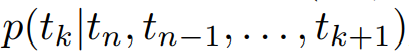 p(t_k|t_n, t_{n-1}, \ldots, t_{k+1})